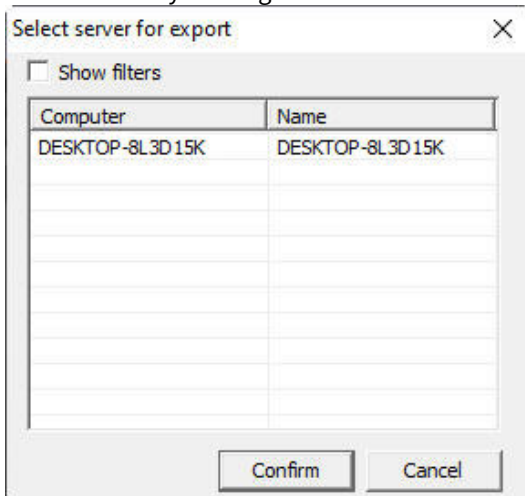 Select server for export
Show filters
Computer Name
DESKTOP-8L3D15K DESKTOP-8L3D15K
Confirm Cancel